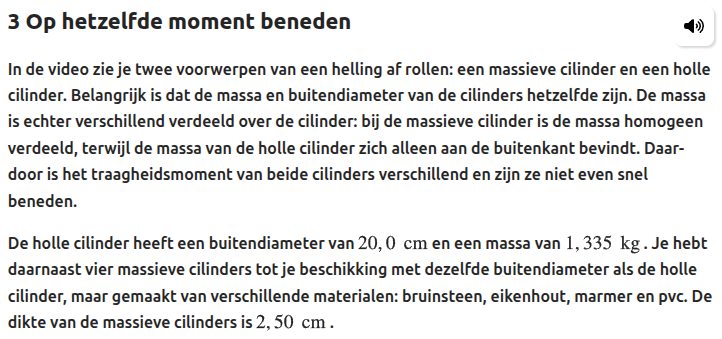 3 Op hetzelfde moment beneden
In de video zie je twee voorwerpen van een helling af rollen: een massieve cilinder en een holle
cilinder. Belangrijk is dat de massa en buitendiameter van de cilinders hetzelfde zijn. De massa
is echter verschillend verdeeld over de cilinder: bij de massieve cilinder is de massa homogeen
verdeeld, terwijl de massa van de holle cilinder zich alleen aan de buitenkant bevindt. Daar-
door is het traagheidsmoment van beide cilinders verschillend en zijn ze niet even snel
beneden.
De holle cilinder heeft een buitendiameter van 20,0 cm en een massa van 1,335 kg. Je hebt
daarnaast vier massieve cilinders tot je beschikking met dezelfde buitendiameter als de holle
cilinder, maar gemaakt van verschillende materialen: bruinsteen, eikenhout, marmer en pvc. De
dikte van de massieve cilinders is 2,50 cm.